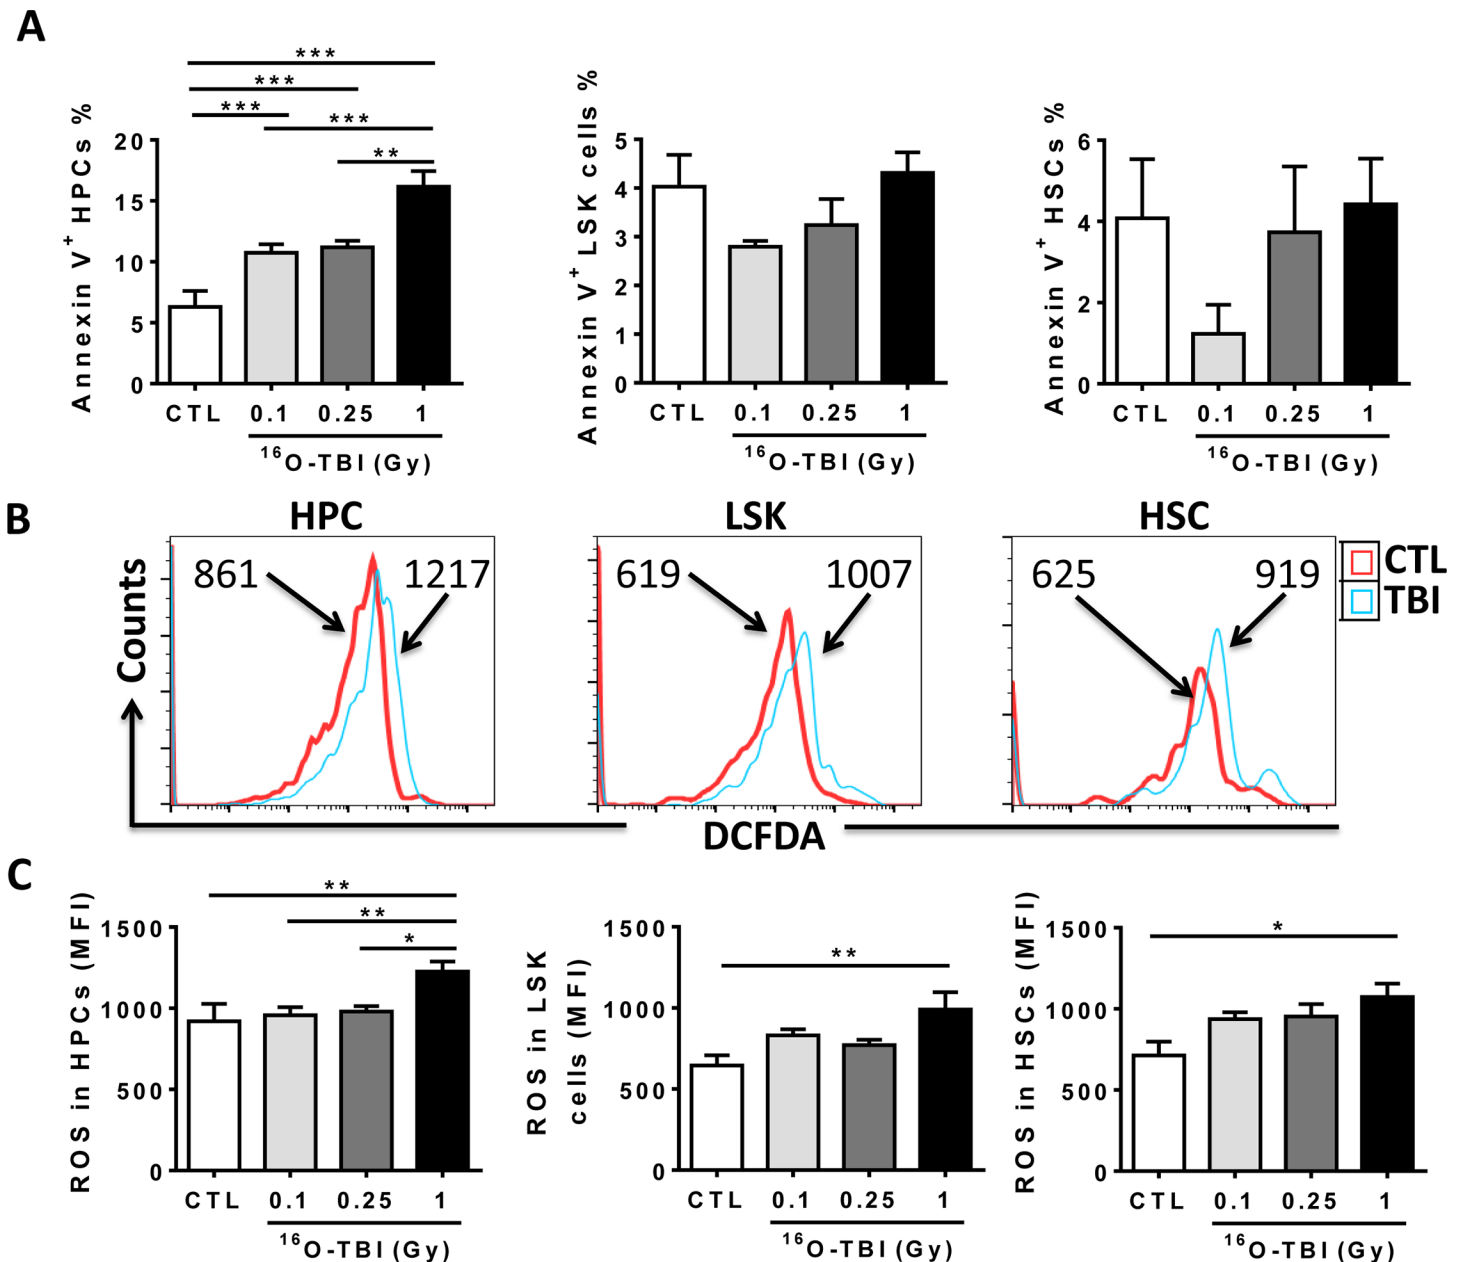 A
***
***
***
***
**
Annexin V+ HPCs %
20
15
10
5
0
CTL 0.1 0.25 1
16O-TBI (Gy)
Annexin V+ LSK cells %
5
4
3
2
1
0
CTL 0.1 0.25 1
16O-TBI (Gy)
Annexin V+ HSCs %
6
4
2
0
CTL 0.1 0.25 1
16O-TBI (Gy)
B
HPC LSK HSC
Counts
861 1217
619 1007
625 919
CTL
TBI
DCFDA
C
**
**
*
ROS in HPCs (MFI)
1500
1000
500
0
CTL 0.1 0.25 1
16O-TBI (Gy)
**
ROS in LSK
cells (MFI)
1500
1000
500
0
CTL 0.1 0.25 1
16O-TBI (Gy)
*
ROS in HSCs (MFI)
1500
1000
500
0
CTL 0.1 0.25 1
16O-TBI (Gy)